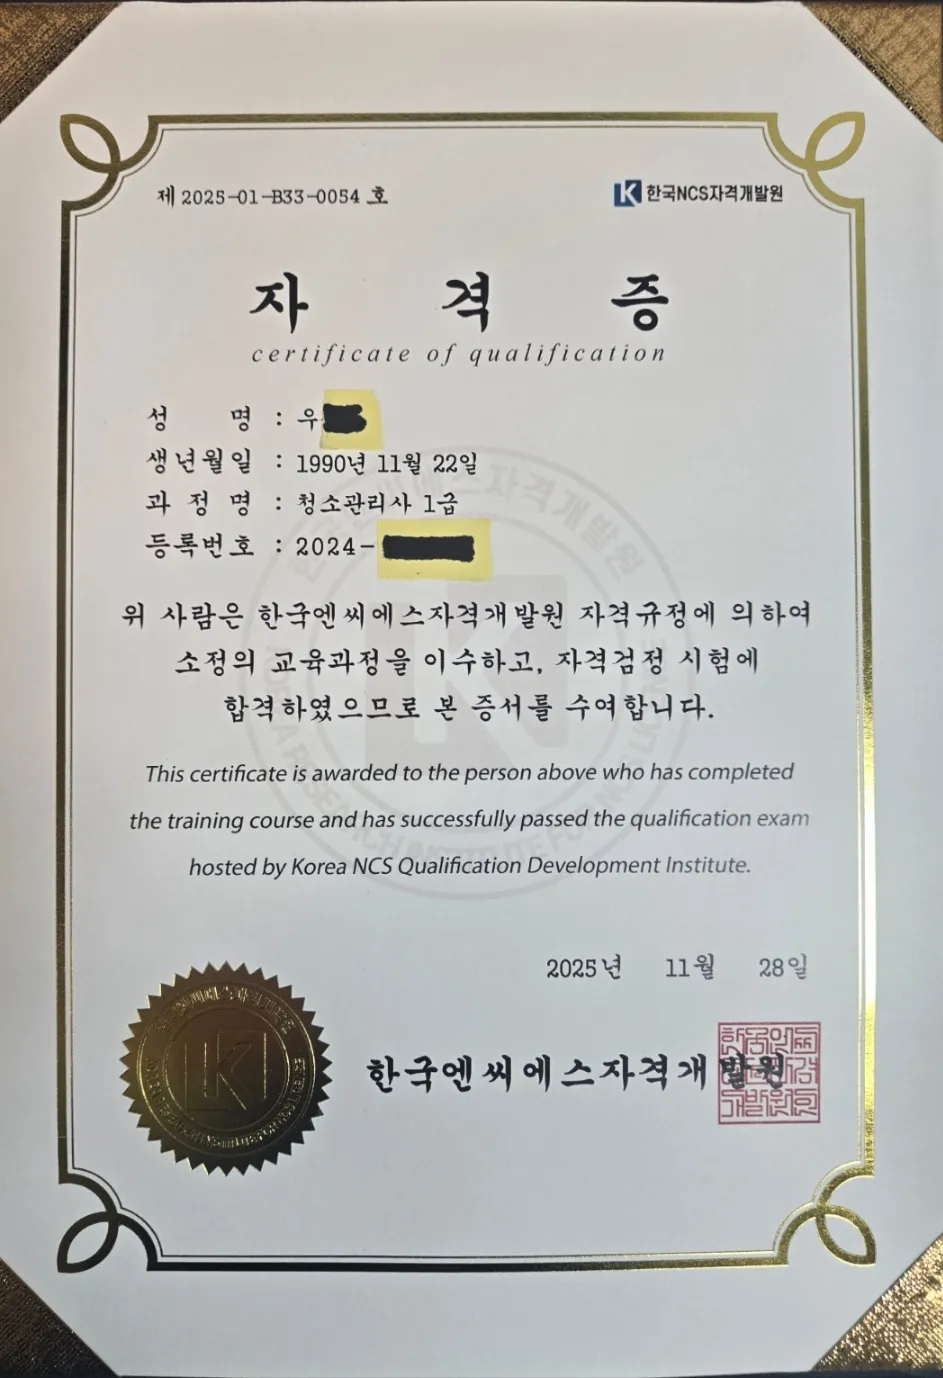 제 2025-01-B33-0054 호
한국NCS자격개발원
자 격 증
certificate of qualification
성 명 : 우
생년월일 : 1990년 11월 22일
과 정 명 : 청소관리사 1급
등록번호 : 2024-
위 사람은 한국엔씨에스자격개발원 자격규정에 의하여
소정의 교육과정을 이수하고, 자격검정 시험에
합격하였으므로 본 증서를 수여합니다.
This certificate is awarded to the person above who has completed
the training course and has successfully passed the qualification exam
hosted by Korea NCS Qualification Development Institute.
2025년 11월 28일
한국엔씨에스자격개발원